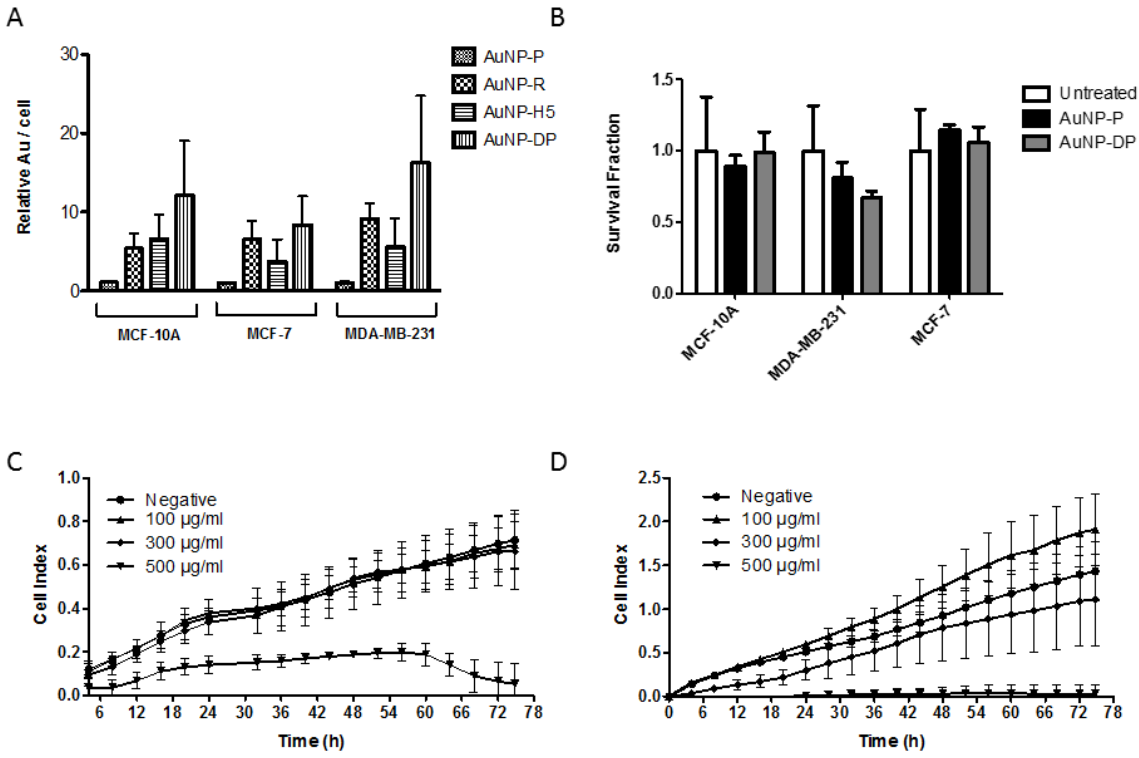 A
30
20
10
0
Relative Au / cell
AuNP-P
AuNP-R
AuNP-H5
AuNP-DP
MCF-10A
MCF-7
MDA-MB-231
B
1.5
1.0
0.5
0.0
Survival Fraction
Untreated
AuNP-P
AuNP-DP
MCF-10A
MDA-MB-231
MCF-7
C
1.0
0.8
0.6
0.4
0.2
0.0
Cell Index
Negative
100 µg/ml
300 µg/ml
500 µg/ml
6 12 18 24 30 36 42 48 54 60 66 72 78
Time (h)
D
2.5
2.0
1.5
1.0
0.5
0.0
Cell Index
Negative
100 µg/ml
300 µg/ml
500 µg/ml
0 6 12 18 24 30 36 42 48 54 60 66 72 78
Time (h)